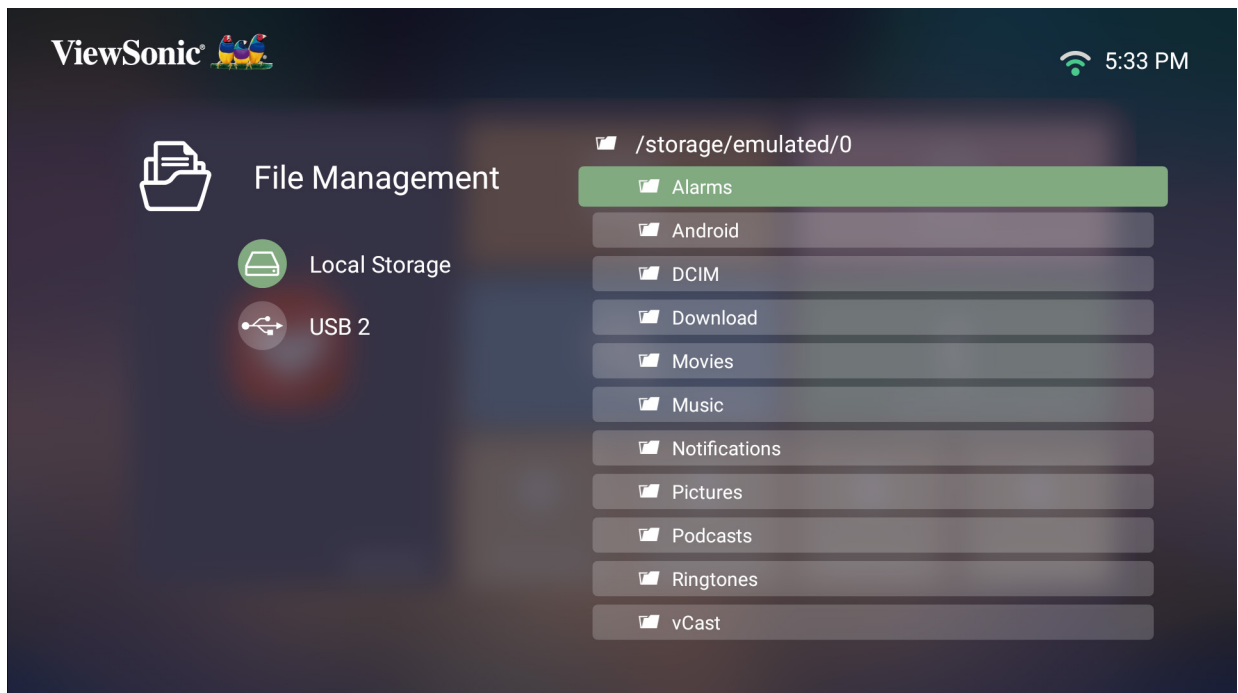 ViewSonic
5:33 PM
File Management
Local Storage
USB 2
/storage/emulated/0
Alarms
Android
DCIM
Download
Movies
Music
Notifications
Pictures
Podcasts
Ringtones
vCast